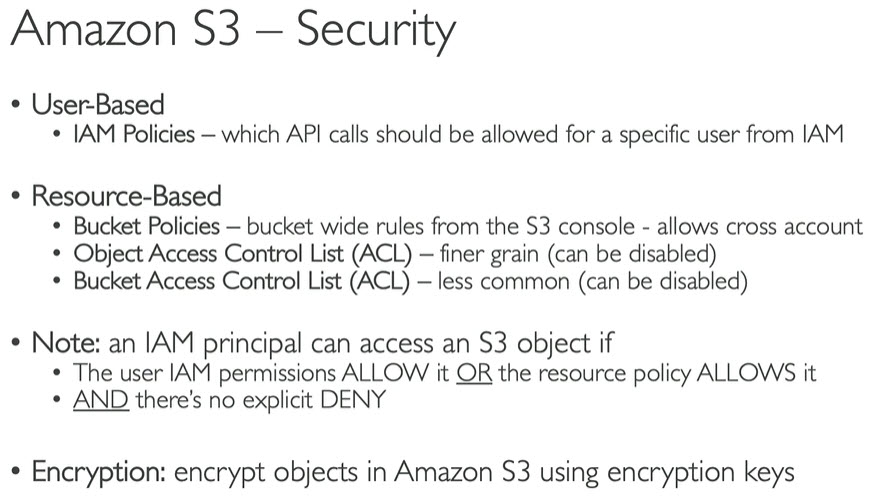 Amazon S3 – Security
• User-Based
• IAM Policies – which API calls should be allowed for a specific user from IAM
• Resource-Based
• Bucket Policies – bucket wide rules from the S3 console - allows cross account
• Object Access Control List (ACL) – finer grain (can be disabled)
• Bucket Access Control List (ACL) – less common (can be disabled)
• Note: an IAM principal can access an S3 object if
• The user IAM permissions ALLOW it OR the resource policy ALLOWS it
• AND there's no explicit DENY
• Encryption: encrypt objects in Amazon S3 using encryption keys